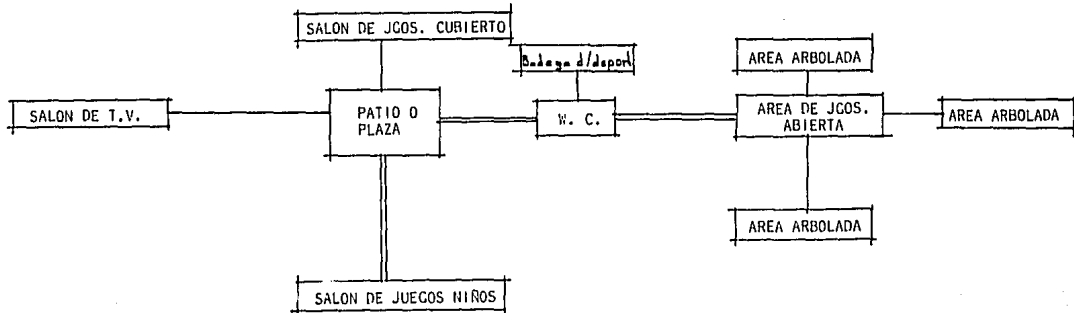 SALON DE JGOS. CUBIERTO
Bodega d/deport
AREA ARBOLADA
SALON DE T.V.
PATIO O
PLAZA
W. C.
AREA DE JGOS.
ABIERTA
AREA ARBOLADA
AREA ARBOLADA
SALON DE JUEGOS NIÑOS